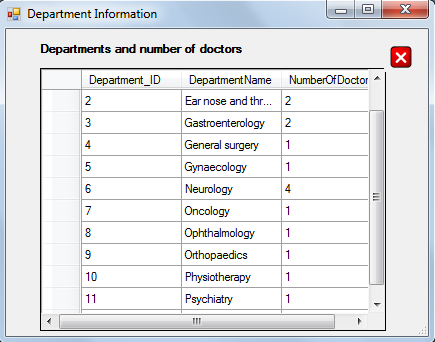 Department Information
Departments and number of doctors
Department_ID DepartmentName NumberOfDoctor
2 Ear nose and thr... 2
3 Gastroenterology 2
4 General surgery 1
5 Gynaecology 1
6 Neurology 4
7 Oncology 1
8 Ophthalmology 1
9 Orthopaedics 1
10 Physiotherapy 1
11 Psychiatry 1